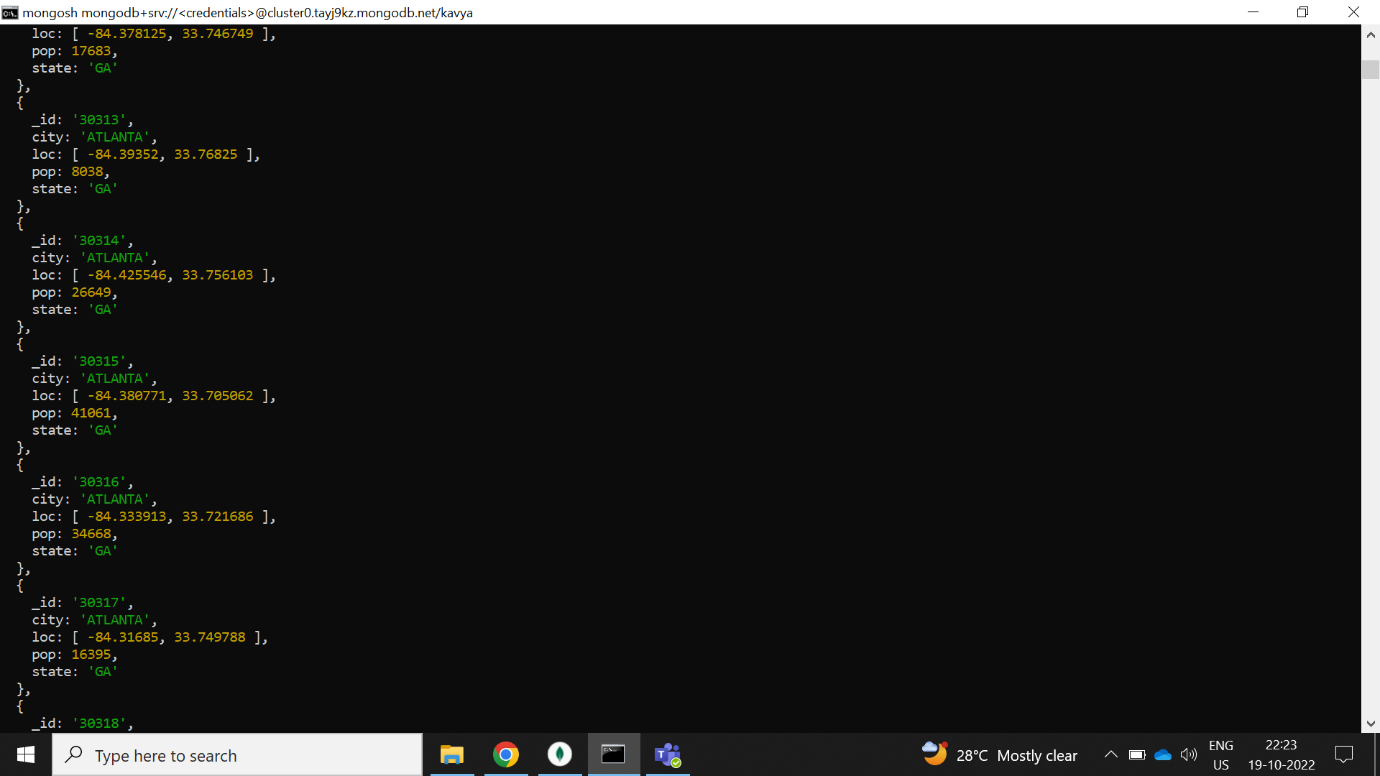 mongosh mongodb+srv://<credentials>@cluster0.tayj9kz.mongodb.net/kavya
loc: [ -84.378125, 33.746749 ],
pop: 17683,
state: 'GA'
},
{
_id: '30313',
city: 'ATLANTA',
loc: [ -84.39352, 33.76825 ],
pop: 8038,
state: 'GA'
},
{
_id: '30314',
city: 'ATLANTA',
loc: [ -84.425546, 33.756103 ],
pop: 26649,
state: 'GA'
},
{
_id: '30315',
city: 'ATLANTA',
loc: [ -84.380771, 33.705062 ],
pop: 41061,
state: 'GA'
},
{
_id: '30316',
city: 'ATLANTA',
loc: [ -84.333913, 33.721686 ],
pop: 34668,
state: 'GA'
},
{
_id: '30317',
city: 'ATLANTA',
loc: [ -84.31685, 33.749788 ],
pop: 16395,
state: 'GA'
},
{
_id: '30318',
Type here to search
28°C Mostly clear
ENG
US
22:23
19-10-2022